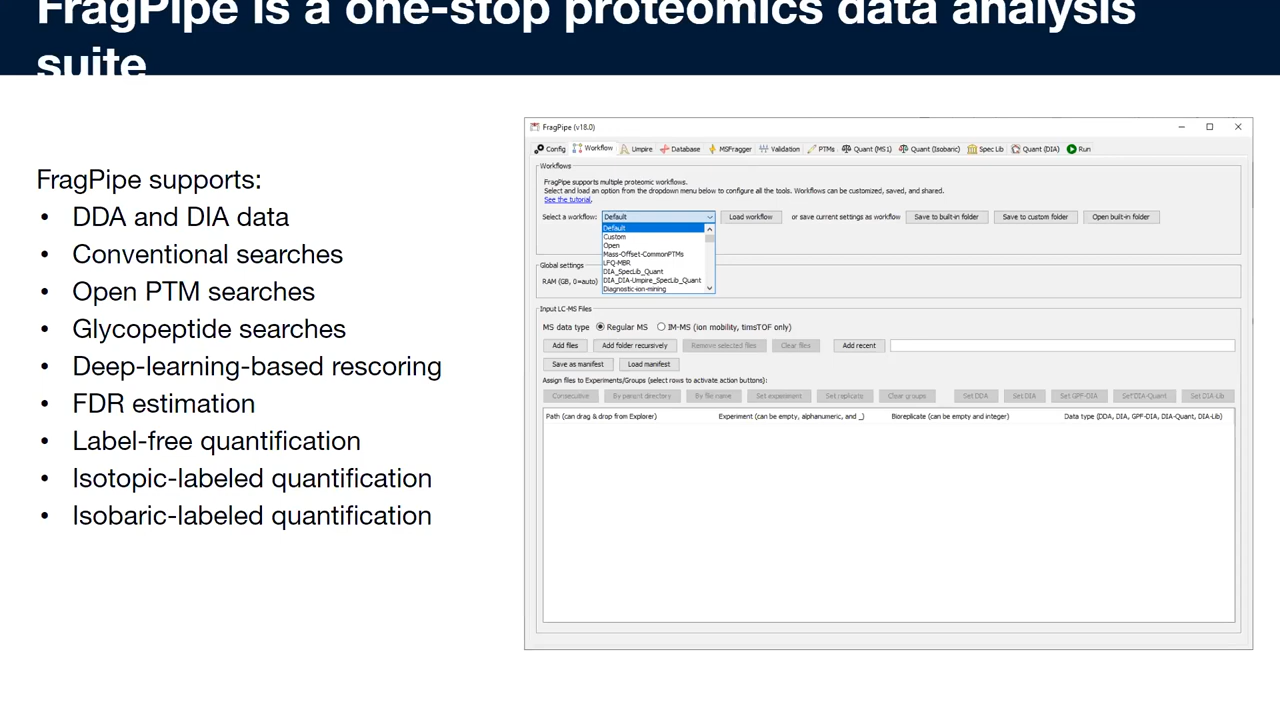 FragPipe is a one-stop proteomics data analysis
suite
FragPipe supports:
• DDA and DIA data
• Conventional searches
• Open PTM searches
• Glycopeptide searches
• Deep-learning-based rescoring
• FDR estimation
• Label-free quantification
• Isotopic-labeled quantification
• Isobaric-labeled quantification
FragPipe (v18.0)
Config Workflow Umpire Database MSFragger Validation PTMs Quant (MS1) Quant (Isobaric) Spec Lib Quant (DIA) Run
Workflows
FragPipe supports multiple proteomic workflows.
Select and load an option from the dropdown menu below to configure all the tools. Workflows can be customized, saved, and shared.
See the tutorial.
Select a workflow: Default Load workflow or save current settings as workflow Save to built-in folder Save to custom folder Open built-in folder
Default
Custom
Open
Mass-Offset-CommonPTMs
LFQ-MBR
DIA_SpecLib_Quant
DIA_DIA-Umpire_SpecLib_Quant
Diagnostic-ion-mining
Global settings
RAM (GB, 0=auto)
Input LC-MS Files
MS data type Regular MS IM-MS (ion mobility, timsTOF only)
Add files Add folder recursively Remove selected files Clear files Add recent
Save as manifest Load manifest
Assign files to Experiments/Groups (select rows to activate action buttons):
Consecutive By parent directory By file name Set experiment Set replicate Clear groups Set DDA Set DIA Set GPF-DIA Set DIA-Quant Set DIA-Lib
Path (can drag & drop from Explorer) Experiment (can be empty, alphanumeric, and _) Bioreplicate (can be empty and integer) Data type (DDA, DIA, GPF-DIA, DIA-Quant, DIA-Lib)